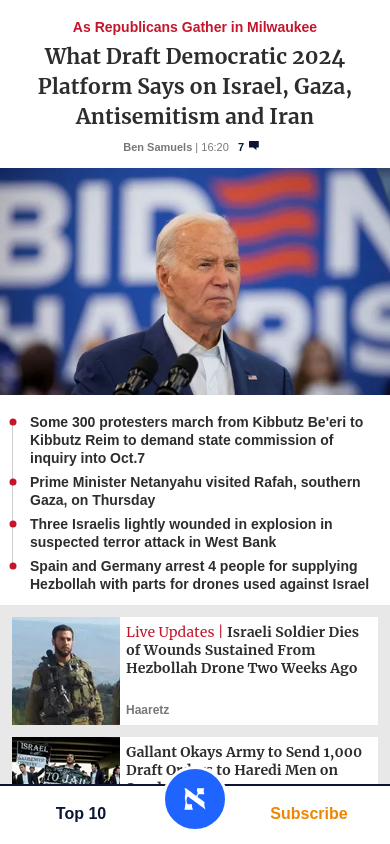 As Republicans Gather in Milwaukee
What Draft Democratic 2024
Platform Says on Israel, Gaza,
Antisemitism and Iran
Ben Samuels | 16:20 7
BIDEN
HARRIS
Some 300 protesters march from Kibbutz Be'eri to
Kibbutz Reim to demand state commission of
inquiry into Oct.7
Prime Minister Netanyahu visited Rafah, southern
Gaza, on Thursday
Three Israelis lightly wounded in explosion in
suspected terror attack in West Bank
Spain and Germany arrest 4 people for supplying
Hezbollah with parts for drones used against Israel
Live Updates | Israeli Soldier Dies
of Wounds Sustained From
Hezbollah Drone Two Weeks Ago
Haaretz
ISRAEL
TO JAIL
Gallant Okays Army to Send 1,000
Draft to Haredi Men on
Top 10
Subscribe